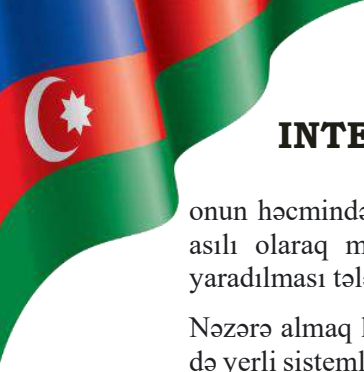 INTE
onun həcmində
asılı olaraq m
yaradılması tələ
Nəzərə almaq l
də yerli sisteml